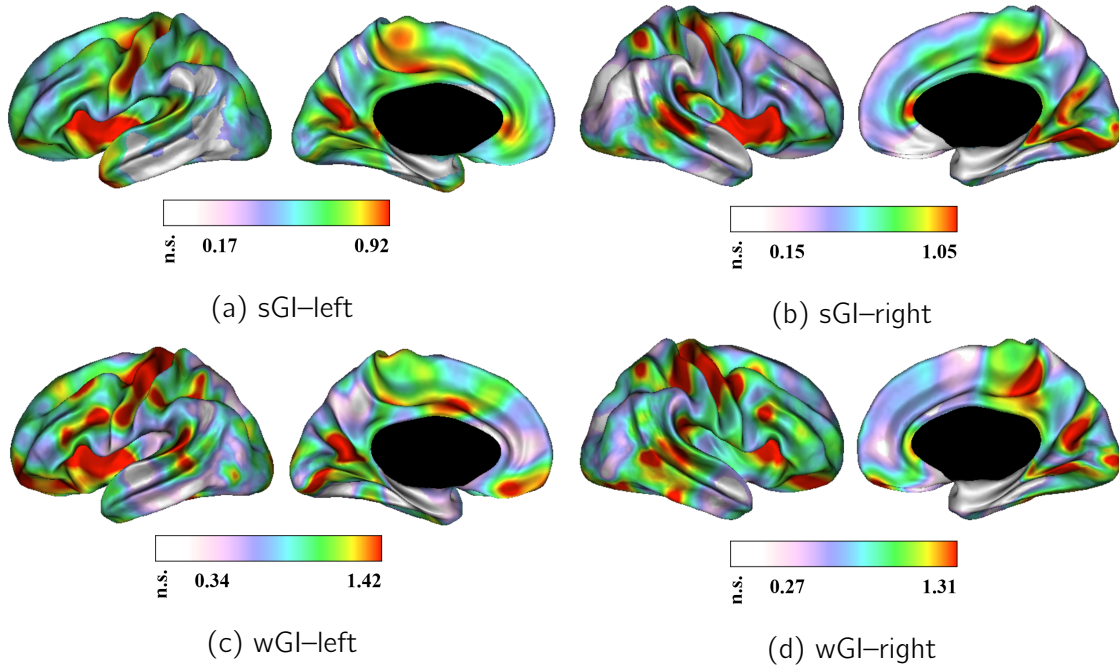 n.s. 0.17 0.92
(a) sGI–left
n.s. 0.15 1.05
(b) sGI–right
n.s. 0.34 1.42
(c) wGI–left
n.s. 0.27 1.31
(d) wGI–right